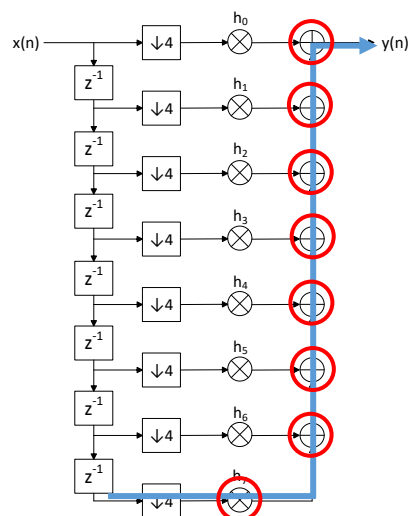 x(n) ↓4 h0 y(n)
z-1
↓4 h1
z-1
↓4 h2
z-1
↓4 h3
z-1
↓4 h4
z-1
↓4 h5
z-1
↓4 h6
z-1
↓4